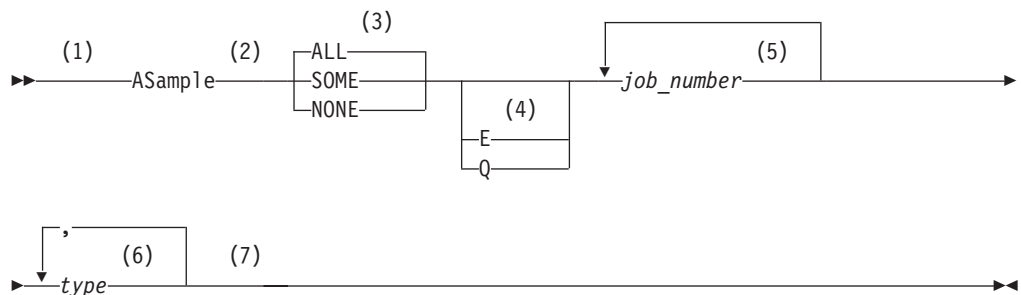 (3)
(1) (2) ALL (5)
ASample SOME job_number
NONE (4)
E
Q
,
(6) (7)
type